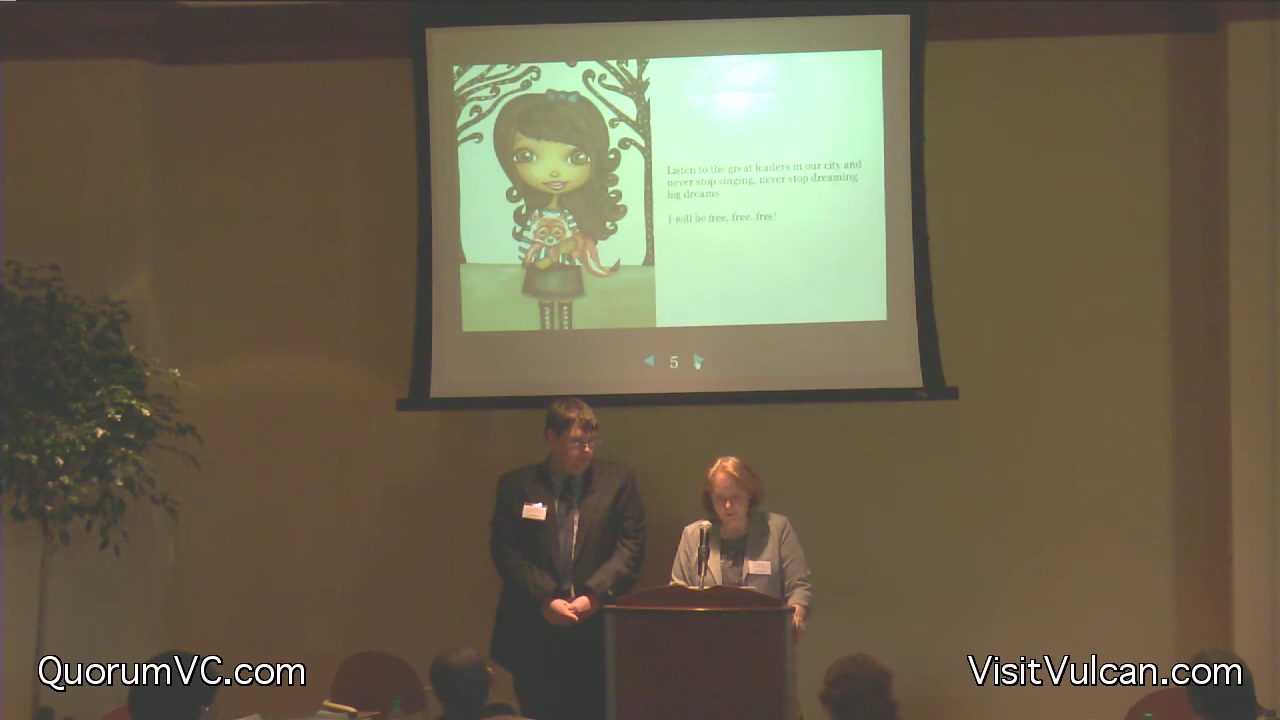 Listen to the great leaders in our city and
never stop singing, never stop dreaming
big dreams
I will be free, free, free!
5
QuorumVC.com
VisitVulcan.com